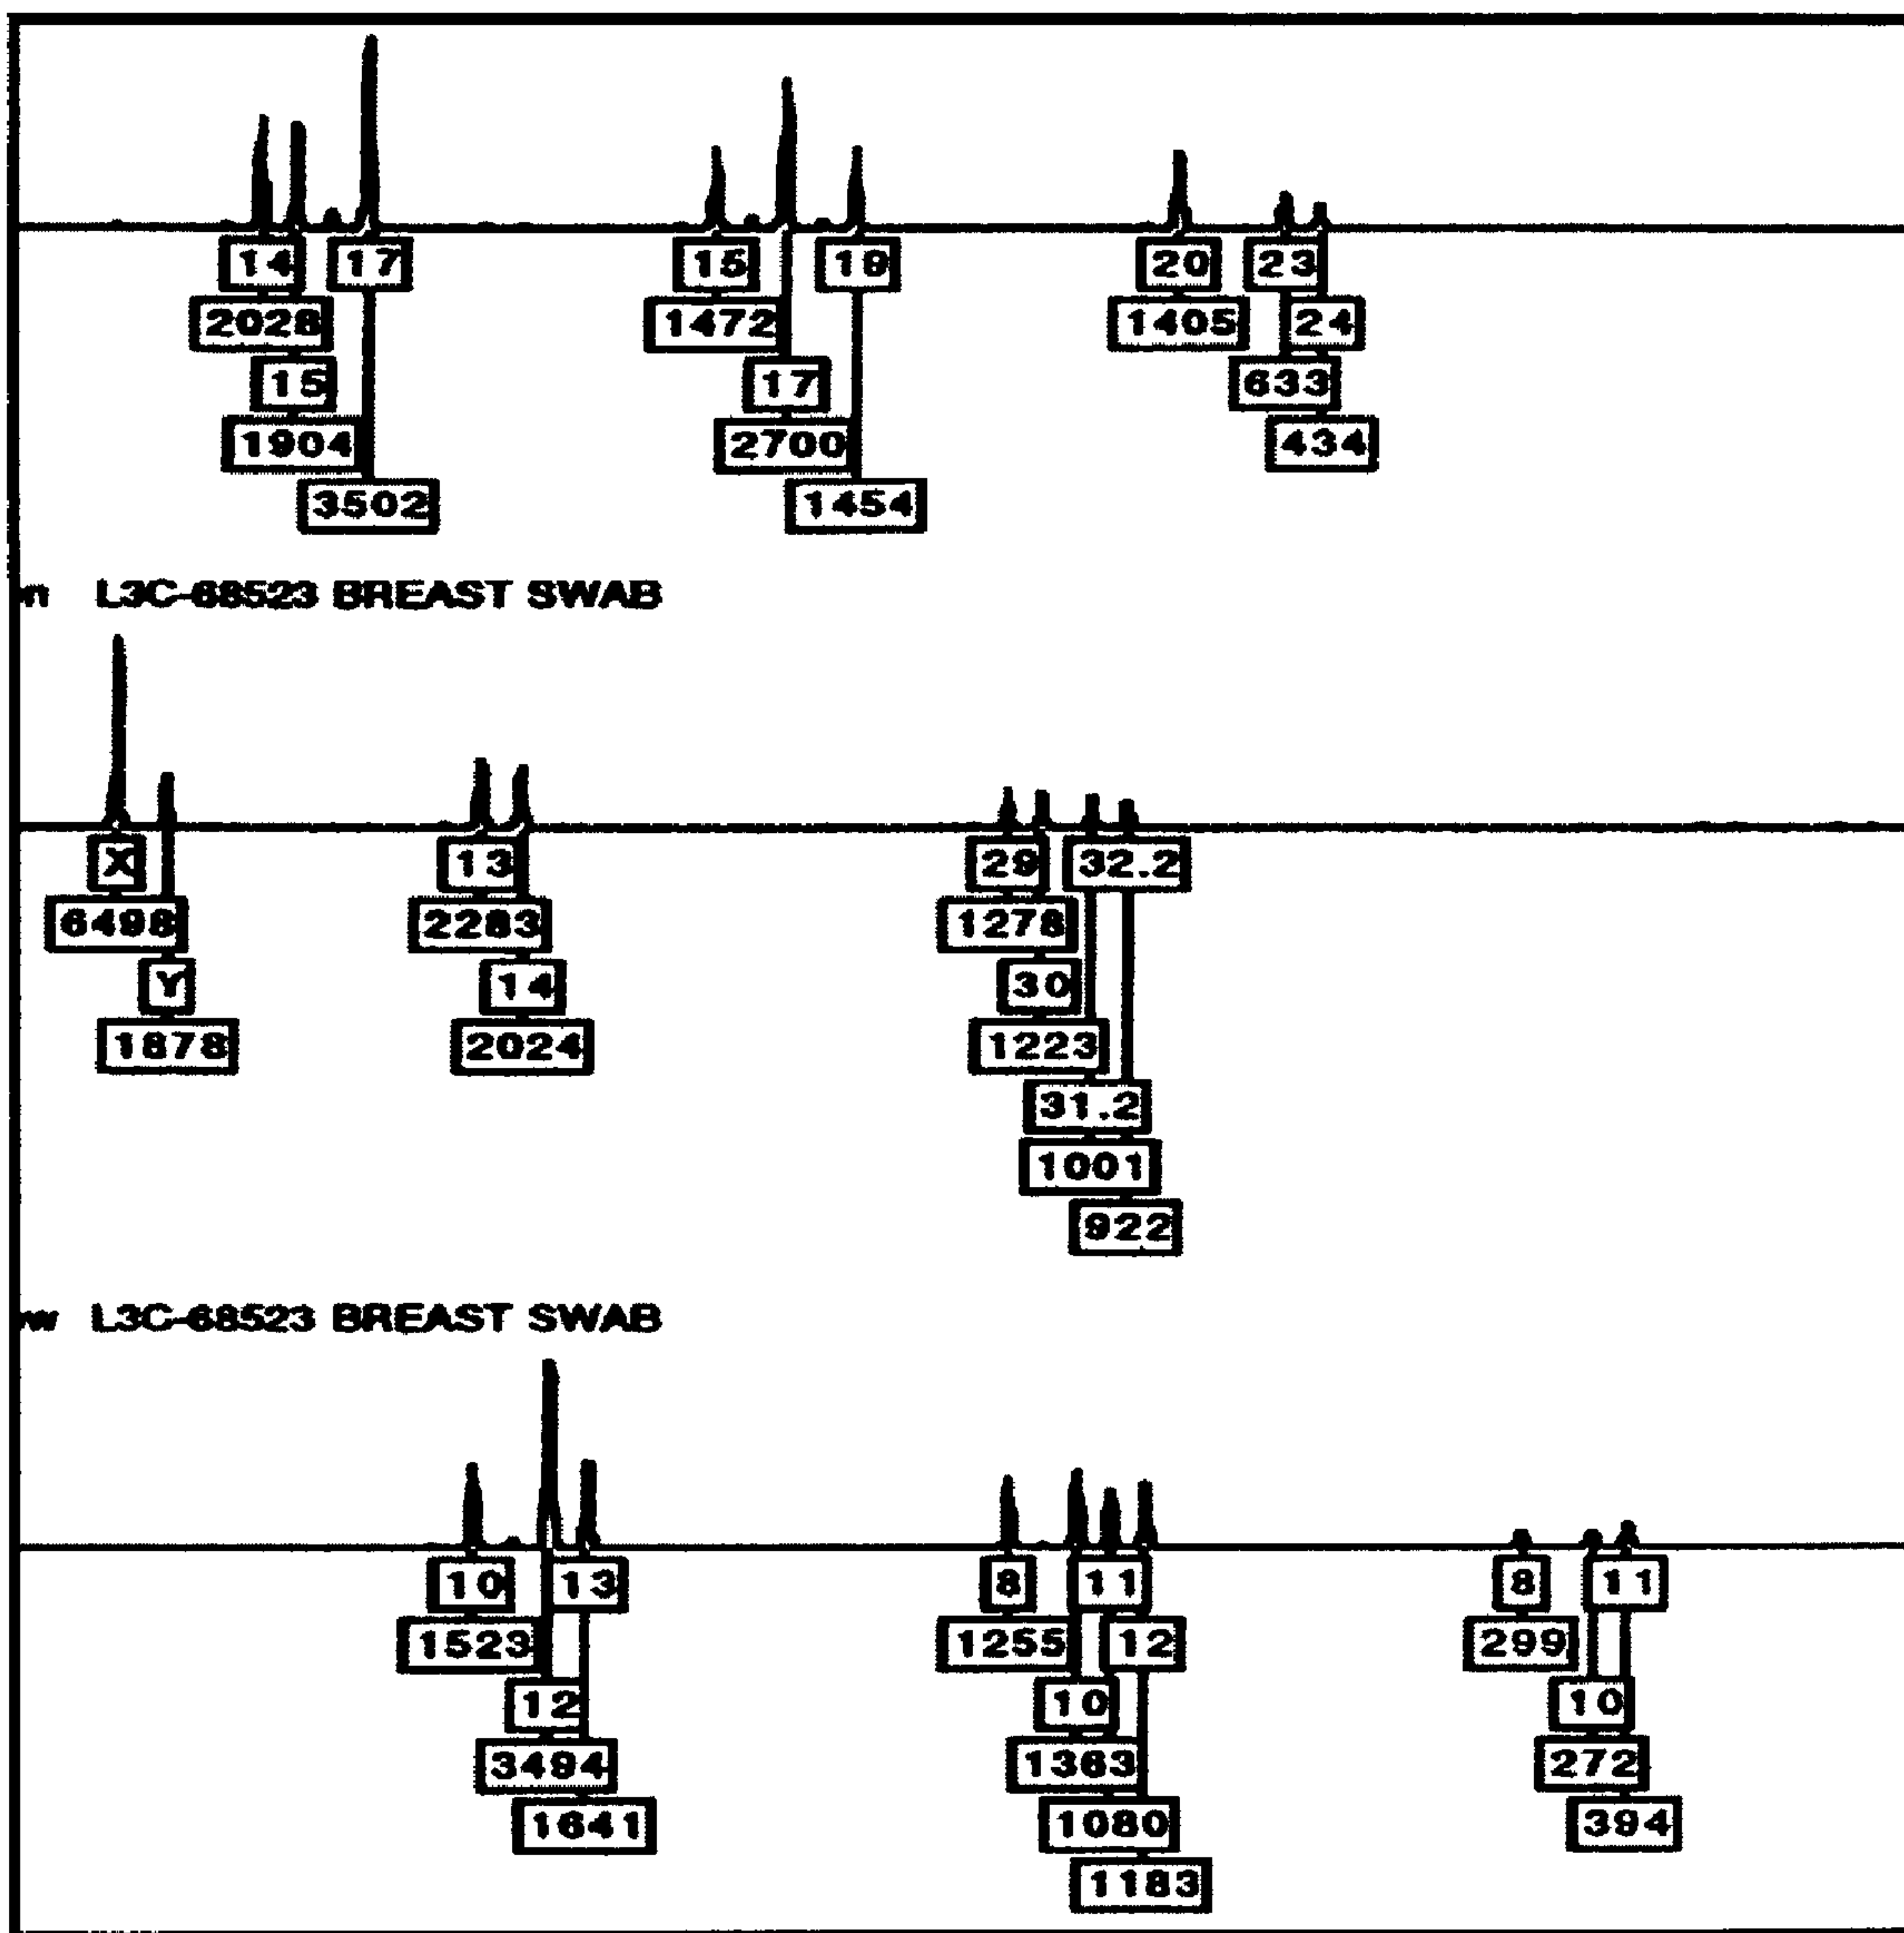 14 17 15 18 20 23
2028 1472 1405 24
15 17 633
1904 2700 434
3502 1454
L3C-68523 BREAST SWAB
X 13 29 32.2
6498 2283 1278
Y 14 30
1878 2024 1223
31.2
1001
922
L3C-68523 BREAST SWAB
10 13 8 11 8 11
1523 1255 12 299
12 10 10
3494 1363 272
1641 1080 394
1183